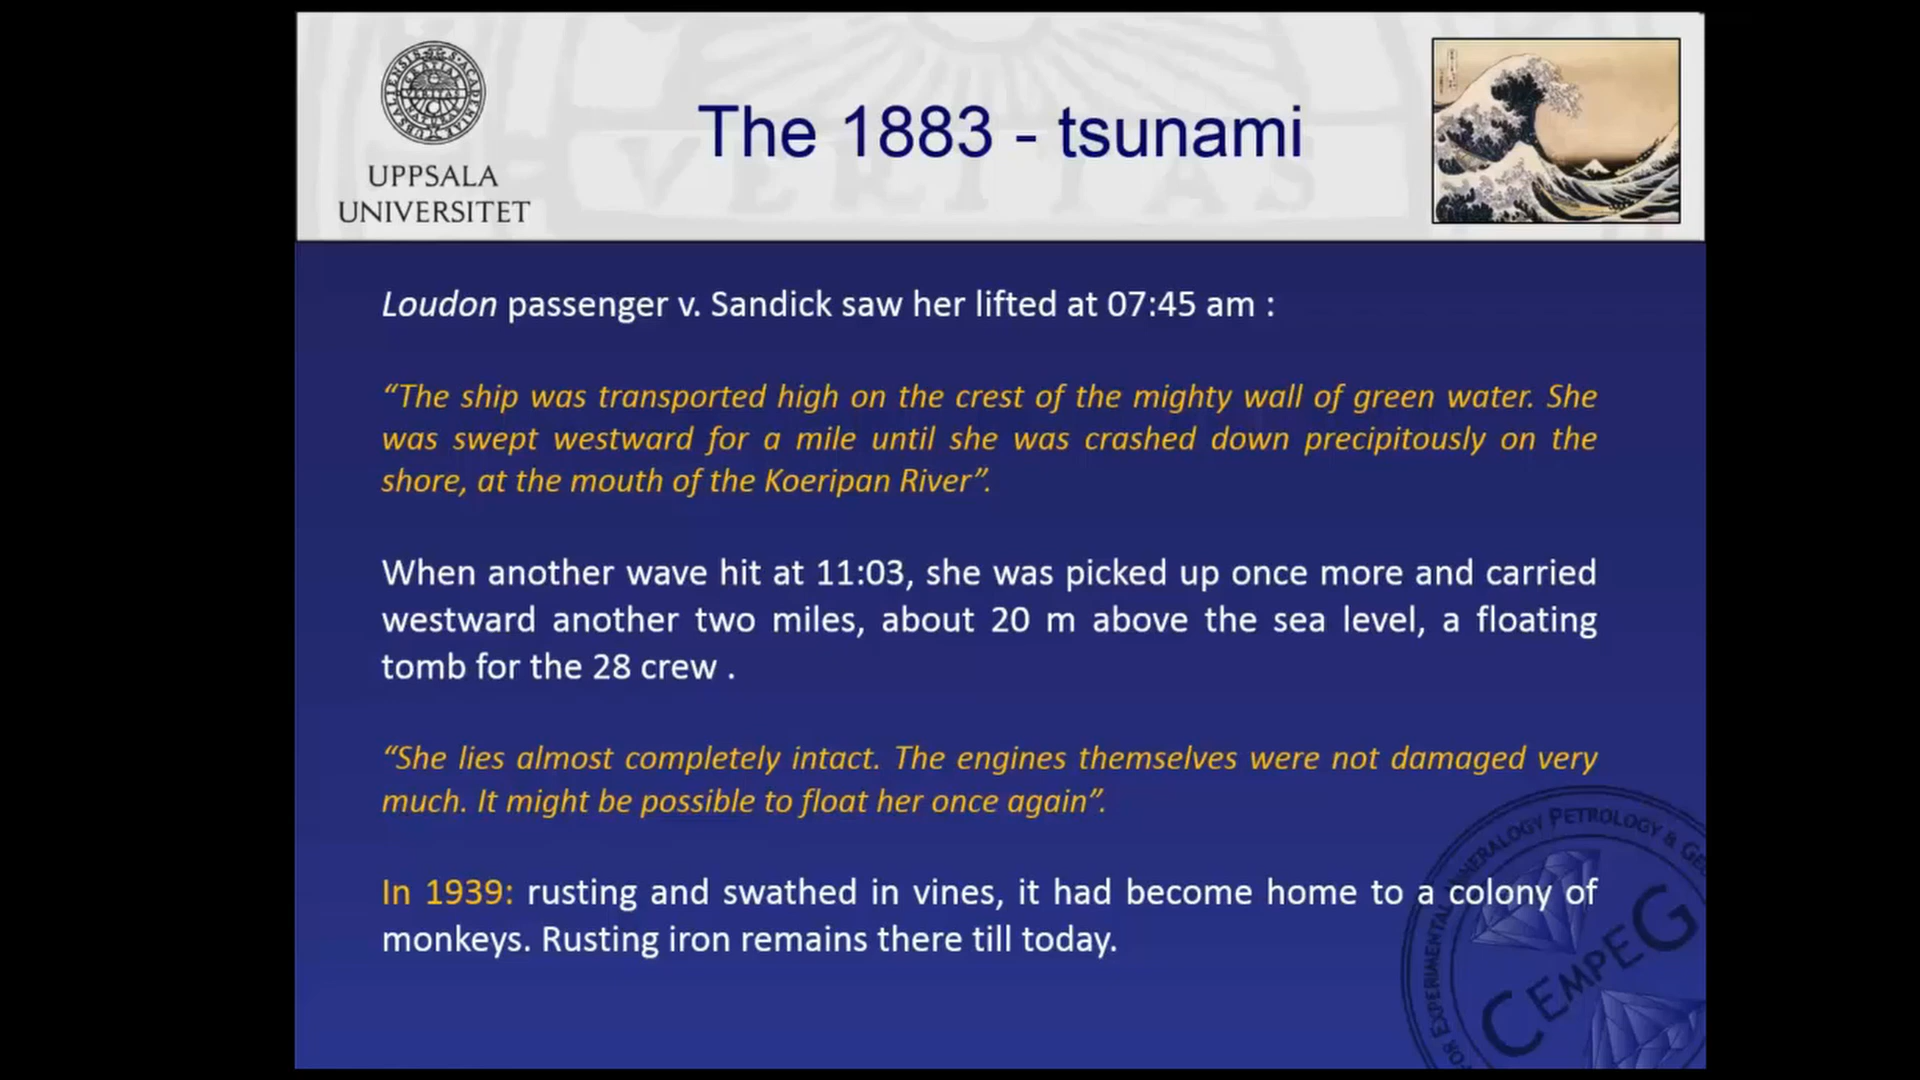 UPPSALA
UNIVERSITET
The 1883 - tsunami
VERITAS
Loudon passenger v. Sandick saw her lifted at 07:45 am :
“The ship was transported high on the crest of the mighty wall of green water. She
was swept westward for a mile until she was crashed down precipitously on the
shore, at the mouth of the Koeripan River”.
When another wave hit at 11:03, she was picked up once more and carried
westward another two miles, about 20 m above the sea level, a floating
tomb for the 28 crew .
“She lies almost completely intact. The engines themselves were not damaged very
much. It might be possible to float her once again”.
In 1939: rusting and swathed in vines, it had become home to a colony of
monkeys. Rusting iron remains there till today.
FOR EXPERIMENTAL MINERALOGY PETROLOGY & GE
CEMPEG